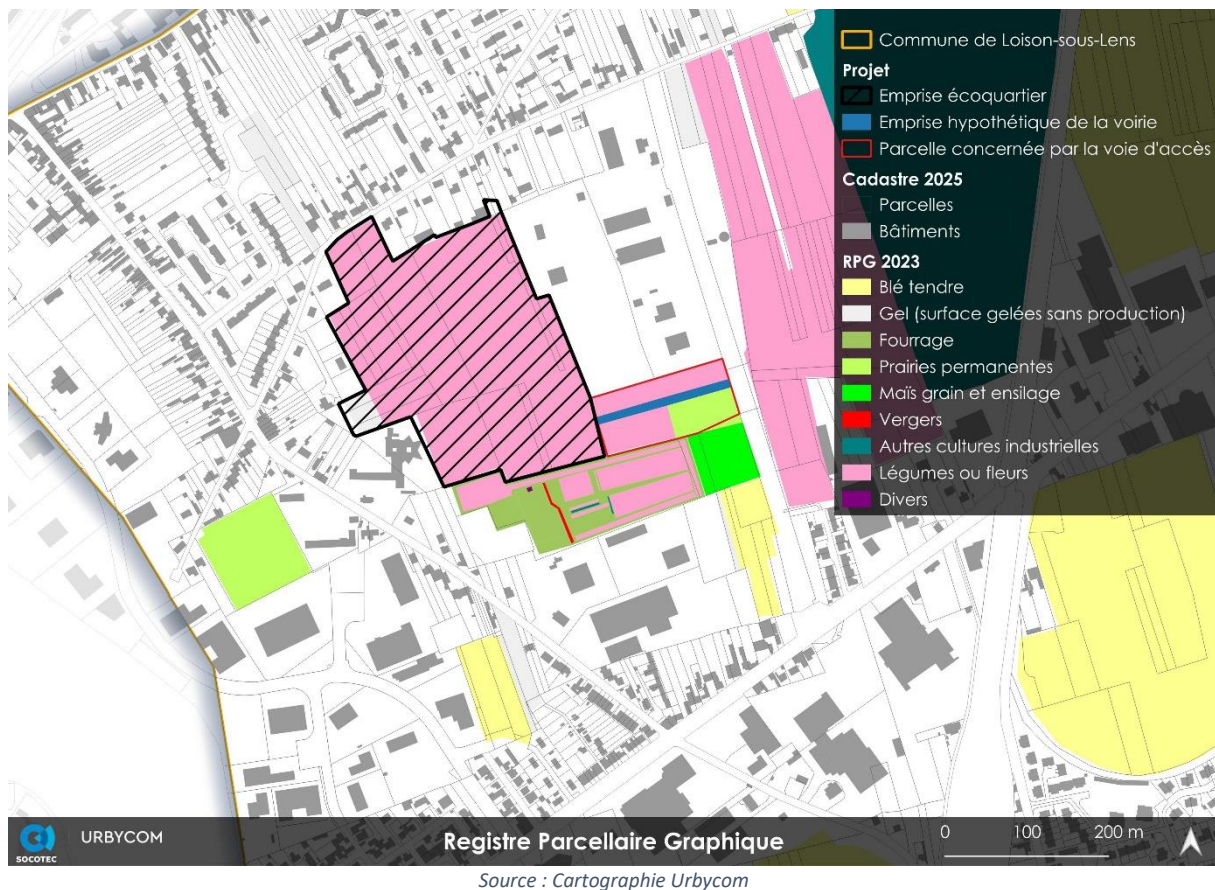 Commune de Loison-sous-Lens
Projet
Emprise écoquartier
Emprise hypothétique de la voirie
Parcelle concernée par la voie d'accès
Cadastre 2025
Parcelles
Bâtiments
RPG 2023
Blé tendre
Gel (surface gelées sans production)
Fourrage
Prairies permanentes
Maïs grain et ensilage
Vergers
Autres cultures industrielles
Légumes ou fleurs
Divers
SOCOTEC
URBYCOM
Registre Parcellaire Graphique
0 100 200 m
Source : Cartographie Urbycom